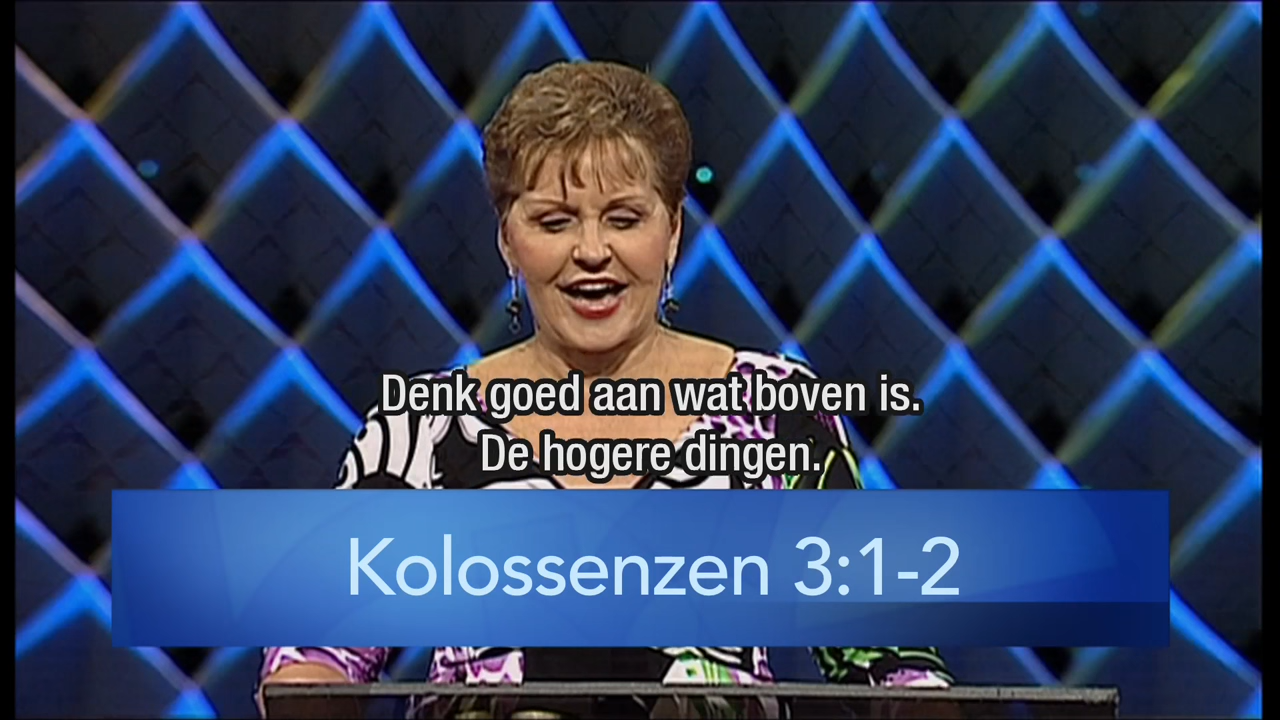 Denk goed aan wat boven is.
De hogere dingen.
Kolossenzen 3:1-2